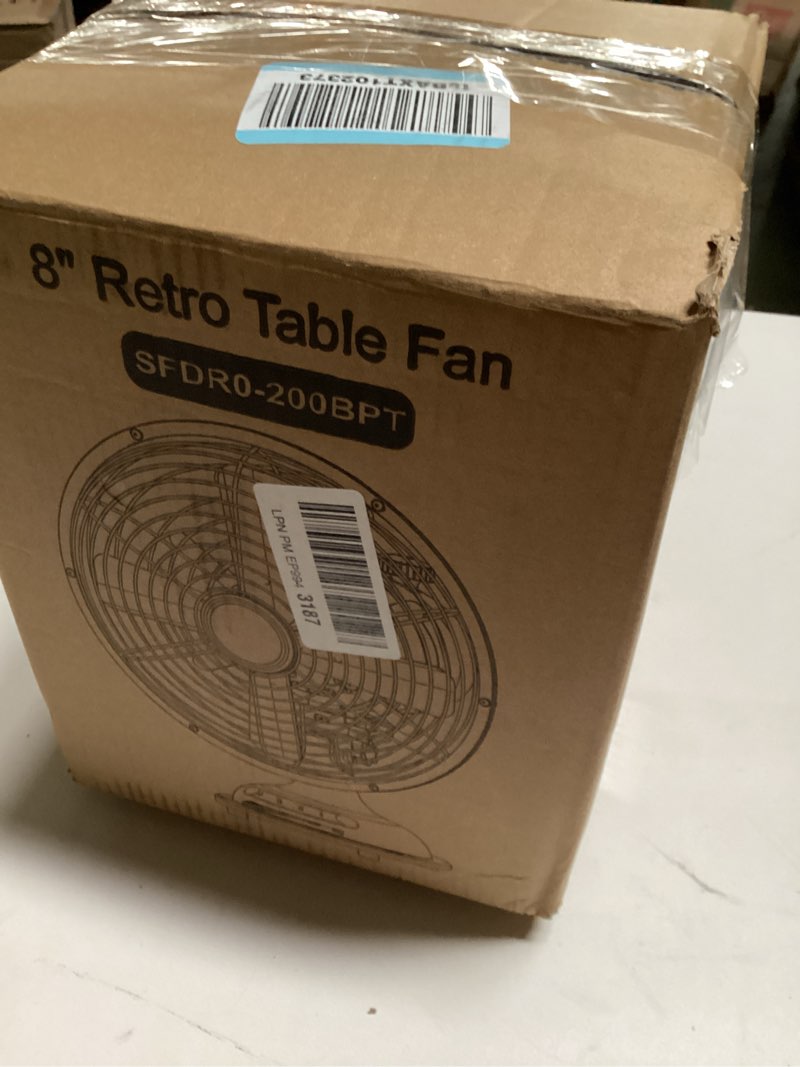 8" Retro Table Fan
SFDR0-200BPT
LPN PM EP994 3187